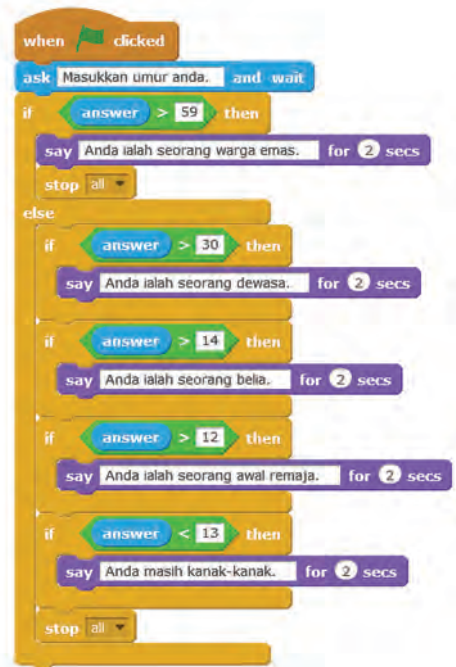 when clicked
ask Masukkan umur anda. and wait
if answer > 59 then
say Anda ialah seorang warga emas. for 2 secs
stop all
else
if answer > 30 then
say Anda ialah seorang dewasa. for 2 secs
if answer > 14 then
say Anda ialah seorang belia. for 2 secs
if answer > 12 then
say Anda ialah seorang awal remaja. for 2 secs
if answer < 13 then
say Anda masih kanak-kanak. for 2 secs
stop all